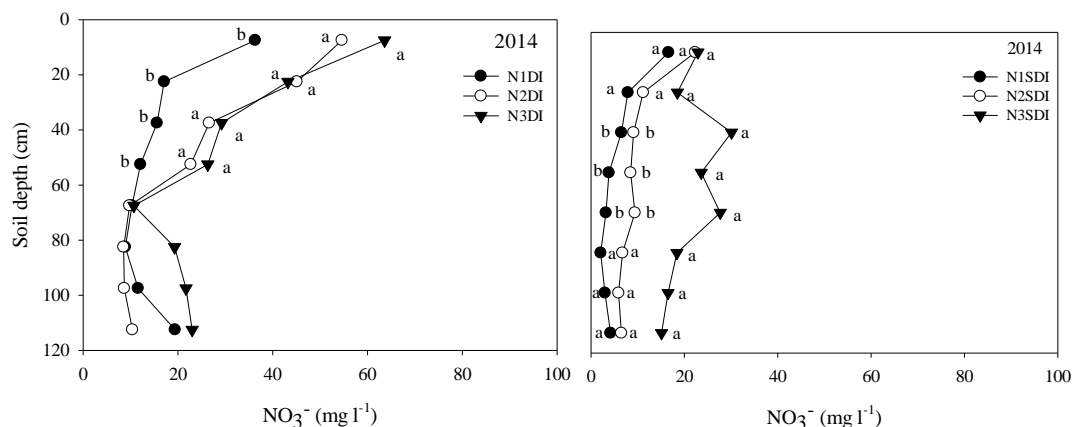 0
20
40
60
80
100
120
Soil depth (cm)
2014
N1DI
N2DI
N3DI
b
a
a
b
a
a
b
a
a
b
a
a
0 20 40 60 80 100
NO₃⁻ (mg l⁻¹)
2014
N1SDI
N2SDI
N3SDI
a a a
a a a
b b a
b b a
b b a
a a a
a a a
a a a
0 20 40 60 80 100
NO₃⁻ (mg l⁻¹)